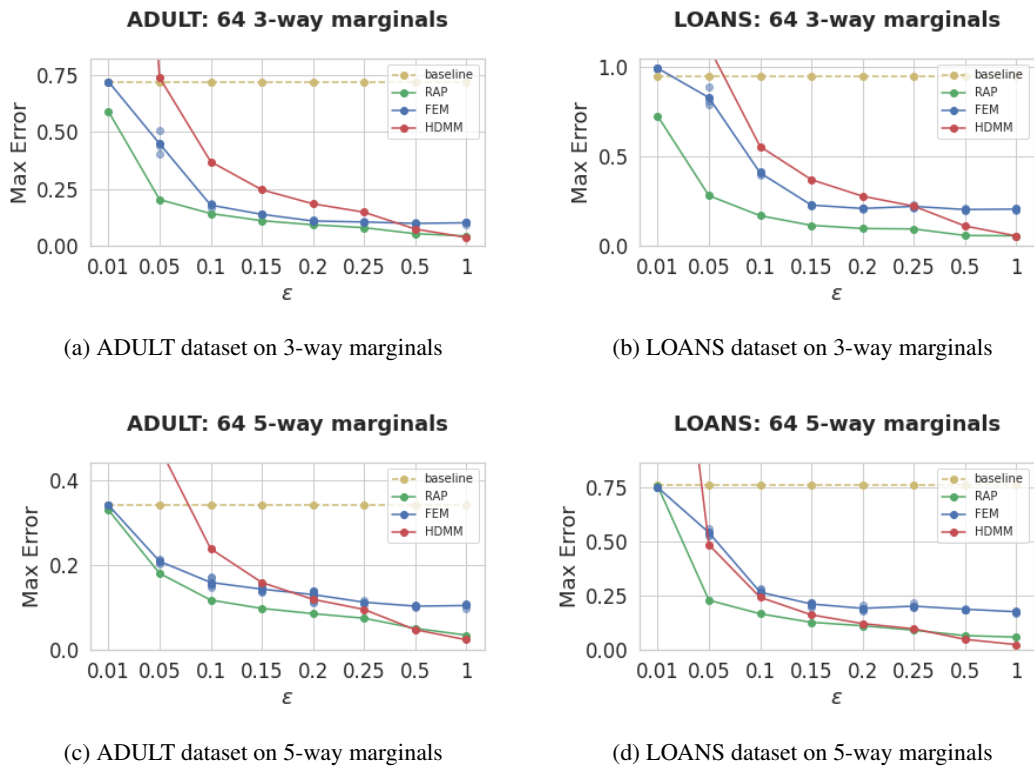 ADULT: 64 3-way marginals
Max Error
0.75
0.50
0.25
0.00
baseline
RAP
FEM
HDMM
0.01 0.05 0.1 0.15 0.2 0.25 0.5 1
ε
(a) ADULT dataset on 3-way marginals
LOANS: 64 3-way marginals
Max Error
1.0
0.5
0.0
baseline
RAP
FEM
HDMM
0.01 0.05 0.1 0.15 0.2 0.25 0.5 1
ε
(b) LOANS dataset on 3-way marginals
ADULT: 64 5-way marginals
Max Error
0.4
0.2
0.0
baseline
RAP
FEM
HDMM
0.01 0.05 0.1 0.15 0.2 0.25 0.5 1
ε
(c) ADULT dataset on 5-way marginals
LOANS: 64 5-way marginals
Max Error
0.75
0.50
0.25
0.00
baseline
RAP
FEM
HDMM
0.01 0.05 0.1 0.15 0.2 0.25 0.5 1
ε
(d) LOANS dataset on 5-way marginals